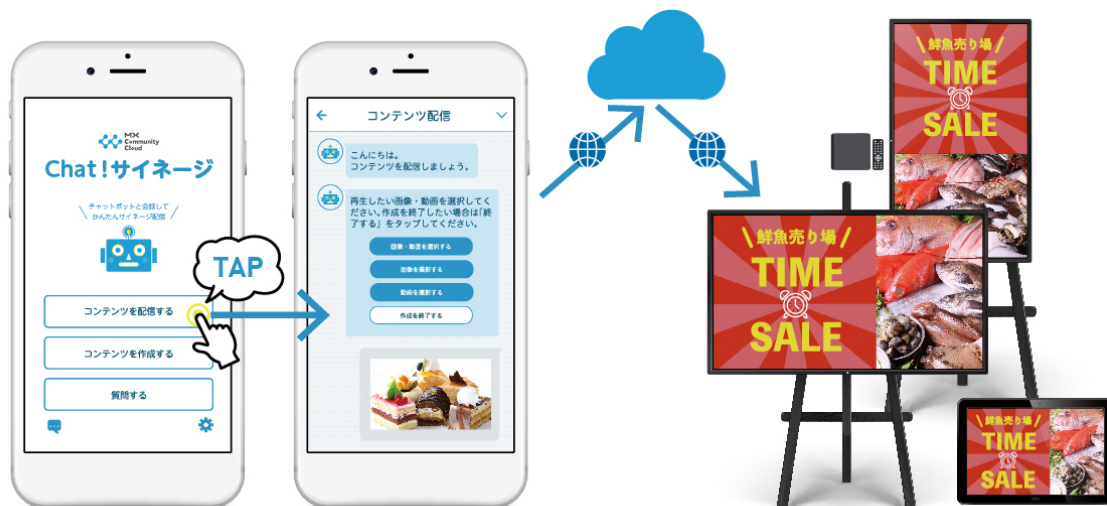 MX
Community
Cloud
Chat!サイネージ
チャットボットと会話して
かんたんサイネージ配信
TAP
コンテンツを配信する
コンテンツを作成する
質問する
コンテンツ配信
こんにちは。
コンテンツを配信しましょう。
再生したい画像・動画を選択してく
ださい。作成を終了したい場合は「終
了する」をタップしてください。
画像・動画を選択する
画像を撮影する
動画を撮影する
作成を終了する
鮮魚売り場
TIME
SALE
鮮魚売り場
TIME
SALE
鮮魚売り場
TIME
SALE